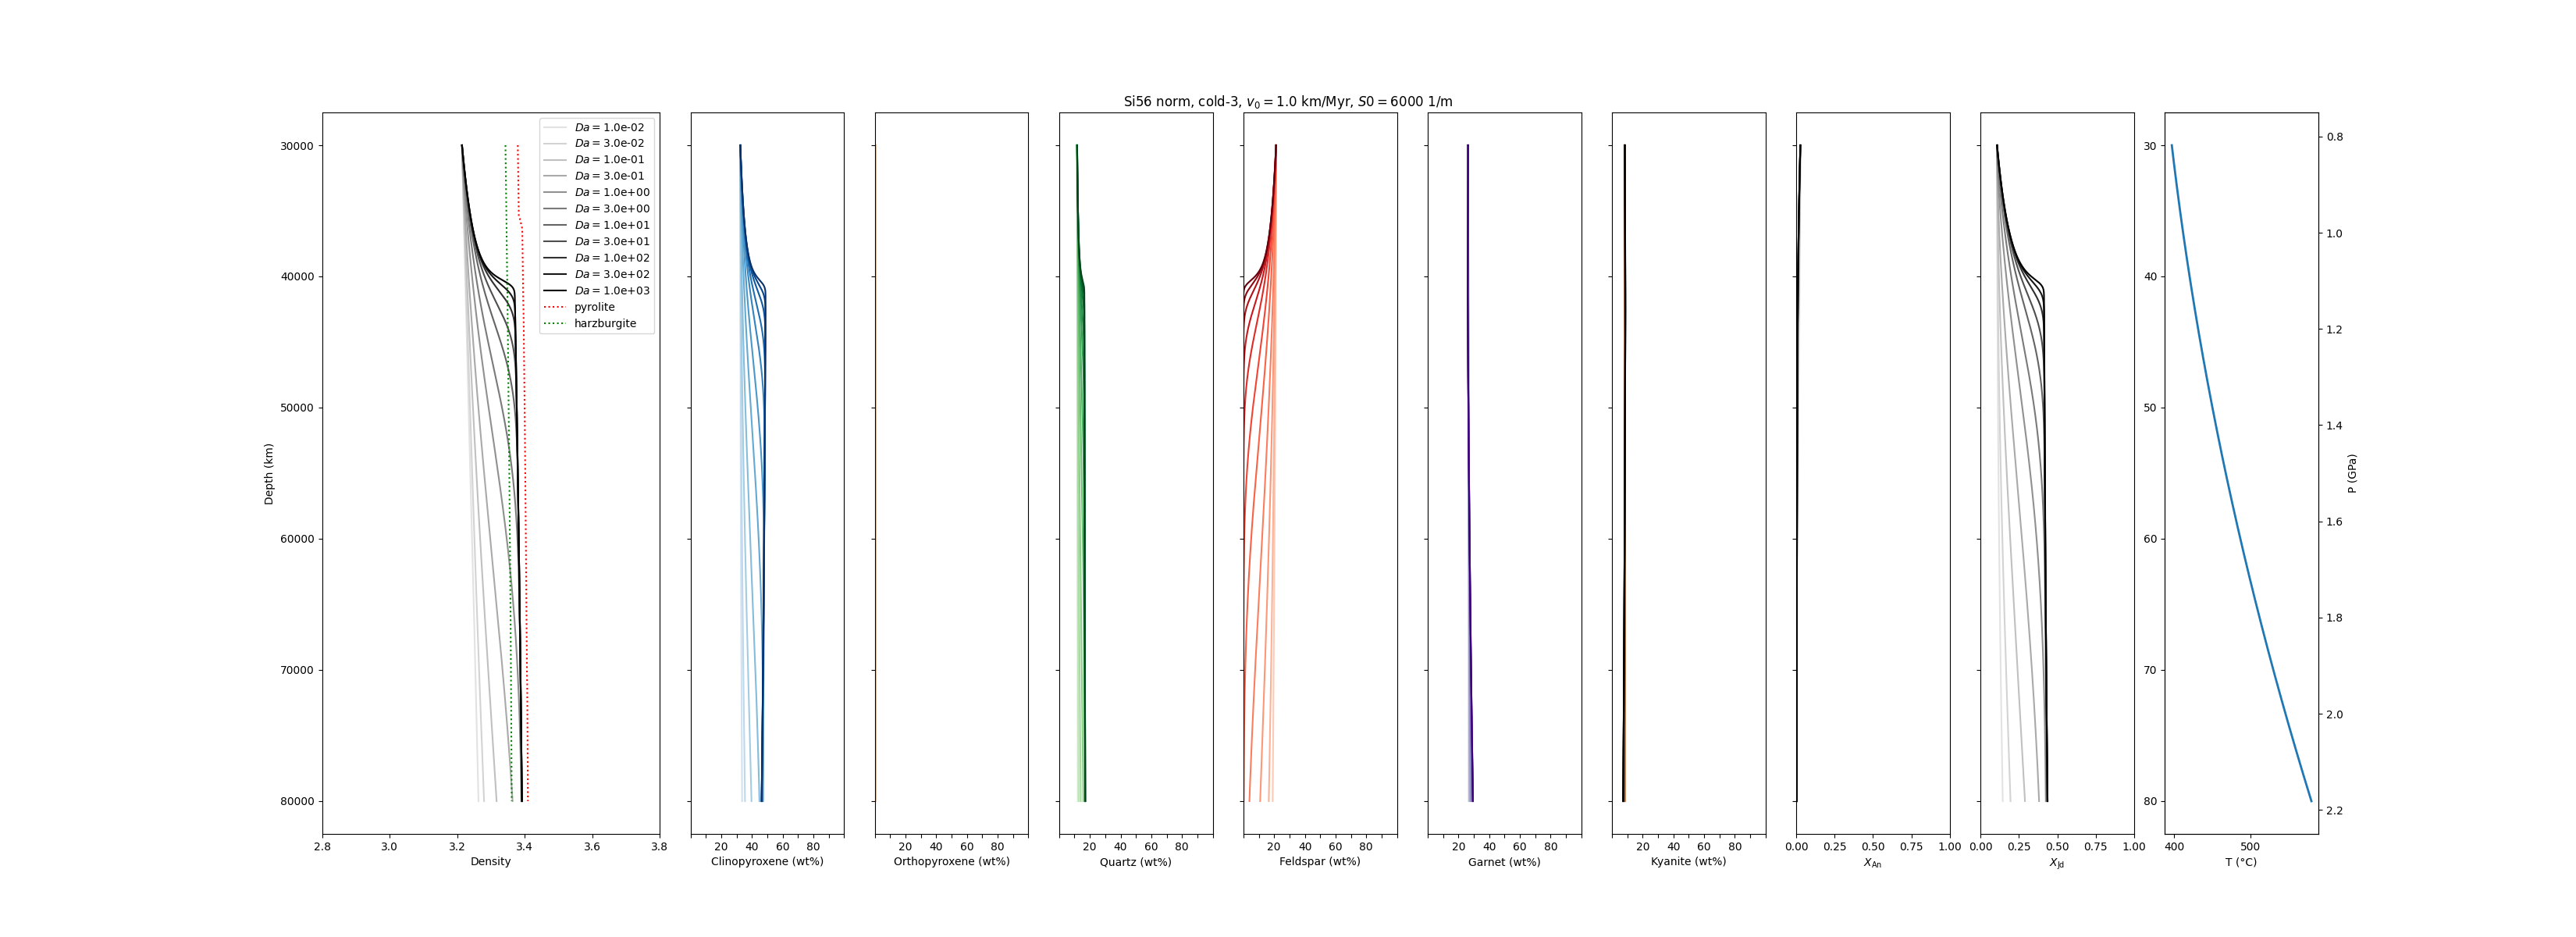 Si56 norm, cold-3, v₀ = 1.0 km/Myr, S0 = 6000 1/m
Da = 1.0e-02
Da = 3.0e-02
Da = 1.0e-01
Da = 3.0e-01
Da = 1.0e+00
Da = 3.0e+00
Da = 1.0e+01
Da = 3.0e+01
Da = 1.0e+02
Da = 3.0e+02
Da = 1.0e+03
pyrolite
harzburgite
Depth (km)
30000
40000
50000
60000
70000
80000
2.8 3.0 3.2 3.4 3.6 3.8
Density
20 40 60 80
Clinopyroxene (wt%)
20 40 60 80
Orthopyroxene (wt%)
20 40 60 80
Quartz (wt%)
20 40 60 80
Feldspar (wt%)
20 40 60 80
Garnet (wt%)
20 40 60 80
Kyanite (wt%)
0.00 0.25 0.50 0.75 1.00
X_An
0.00 0.25 0.50 0.75 1.00
X_Jd
30
40
50
60
70
80
400 500
T (°C)
0.8
1.0
1.2
1.4
1.6
1.8
2.0
2.2
P (GPa)